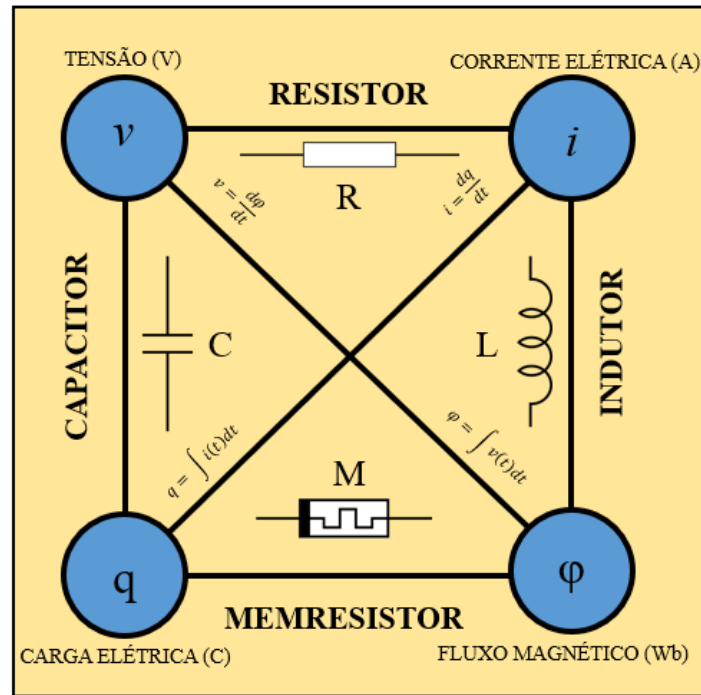 TENSÃO (V)
CORRENTE ELÉTRICA (A)
v
RESISTOR
i
R
v = dφ/dt
i = dq/dt
CAPACITOR
C
L
INDUTOR
q = ∫ i(t)dt
φ = ∫ v(t)dt
M
q
φ
MEMRESISTOR
CARGA ELÉTRICA (C)
FLUXO MAGNÉTICO (Wb)